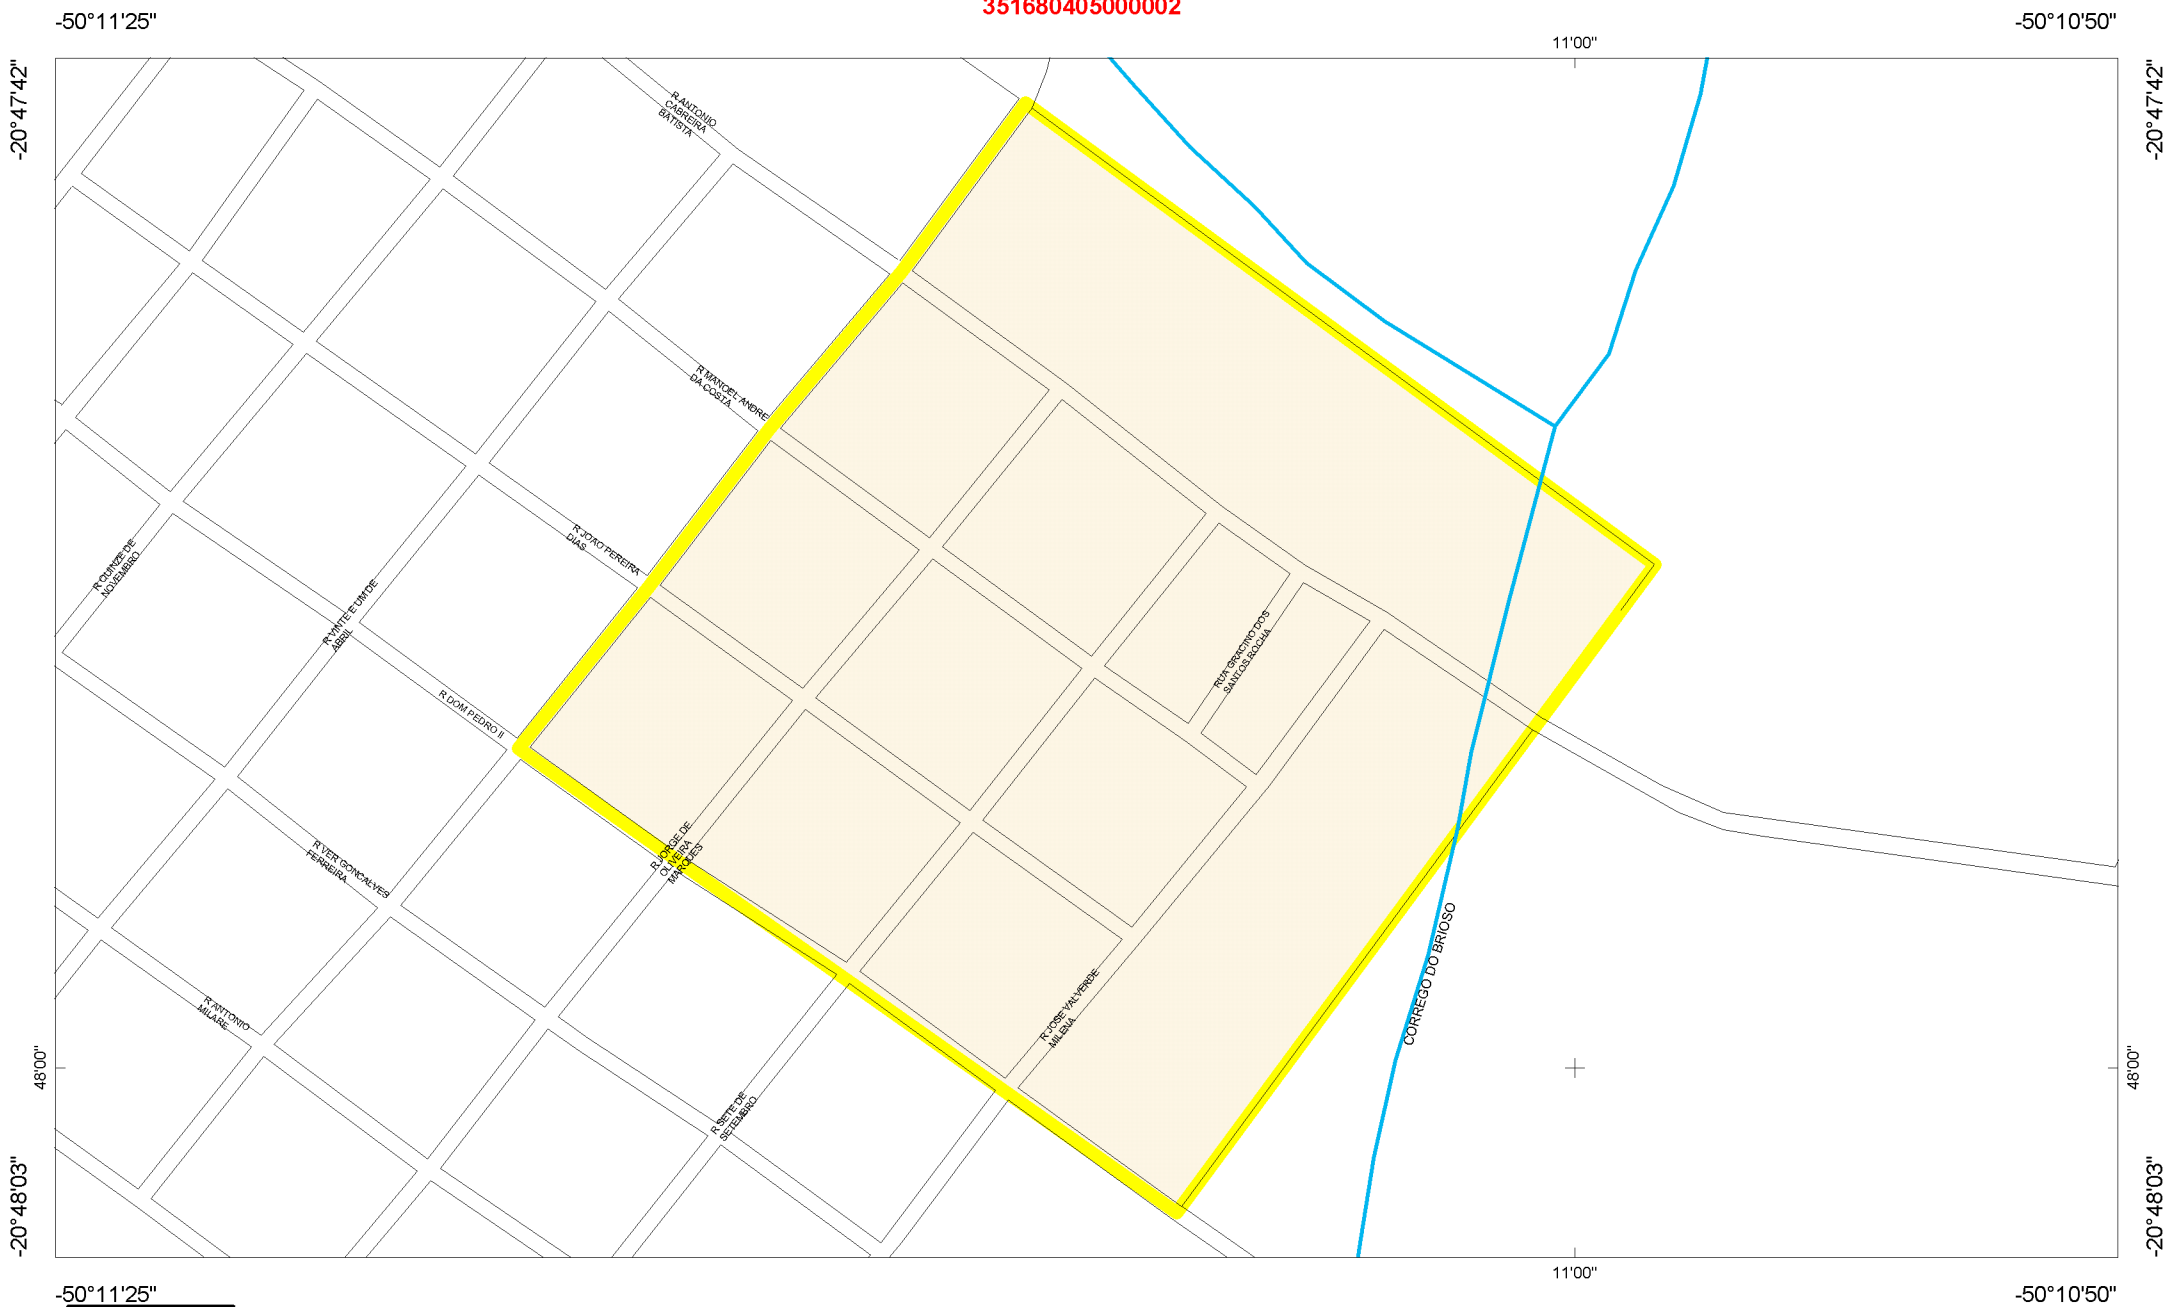 351680405000002
-50°11'25"
-50°10'50"
11'00"
-20°47'42"
-20°47'42"
R ANTONIO
CABREIRA
BATISTA
R MANOEL ANDRE
DA COSTA
R JOAO PEREIRA
DIAS
R QUINZE DE
NOVEMBRO
R VINTE E UM DE
ABRIL
RUA GRACINO DOS
SANTOS ROCHA
R DOM PEDRO II
R JORGE DE
OLIVEIRA
MARQUES
R VER GONCALVES
FERREIRA
CORREGO DO BRIOSO
R JOSE VALVERDE
MILENA
R ANTONIO
MILARE
48'00"
48'00"
R SETE DE
SETEMBRO
-20°48'03"
-20°48'03"
11'00"
-50°11'25"
-50°10'50"